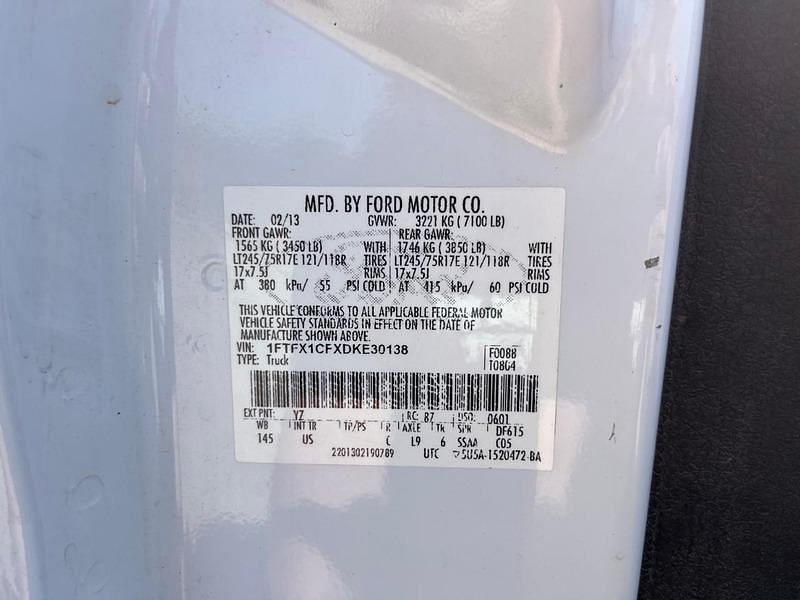 MFD. BY FORD MOTOR CO.
DATE: 02/13 GVWR: 3221 KG ( 7100 LB)
FRONT GAWR: REAR GAWR:
1565 KG ( 3450 LB) WITH 1746 KG ( 3850 LB) WITH
LT245/75R17E 121/118R TIRES LT245/75R17E 121/118R TIRES
17x7.5J RIMS 17x7.5J RIMS
AT 380 kPa/ 55 PSI COLD AT 415 kPa/ 60 PSI COLD
THIS VEHICLE CONFORMS TO ALL APPLICABLE FEDERAL MOTOR
VEHICLE SAFETY STANDARDS IN EFFECT ON THE DATE OF
MANUFACTURE SHOWN ABOVE.
VIN: 1FTFX1CFXDKE30138 F0088
TYPE: Truck T0804
EXT PNT: YZ RC: 87 DSO: 0601
WB INT TR TP/PS R AXLE TR SPR DF615
145 US C L9 6 SSAA C05
2201302190789 UTC 5U5A-1520472-BA